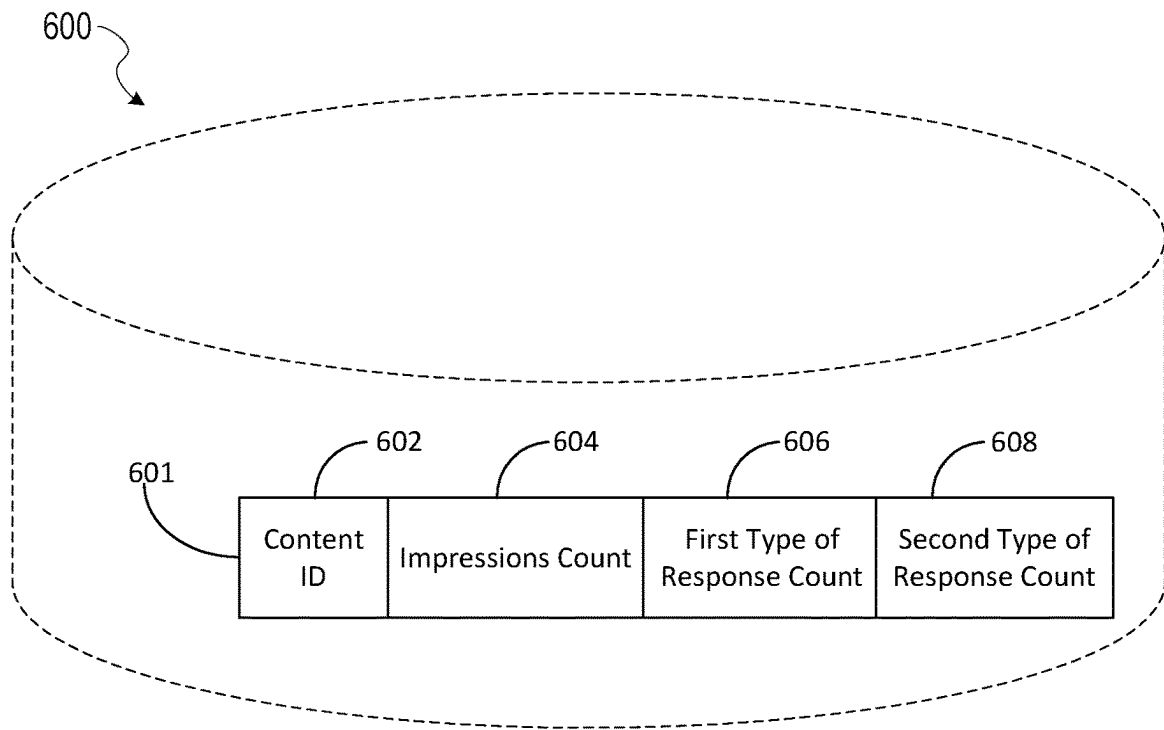 600
602
604
606
608
601
Content
ID
Impressions Count
First Type of
Response Count
Second Type of
Response Count